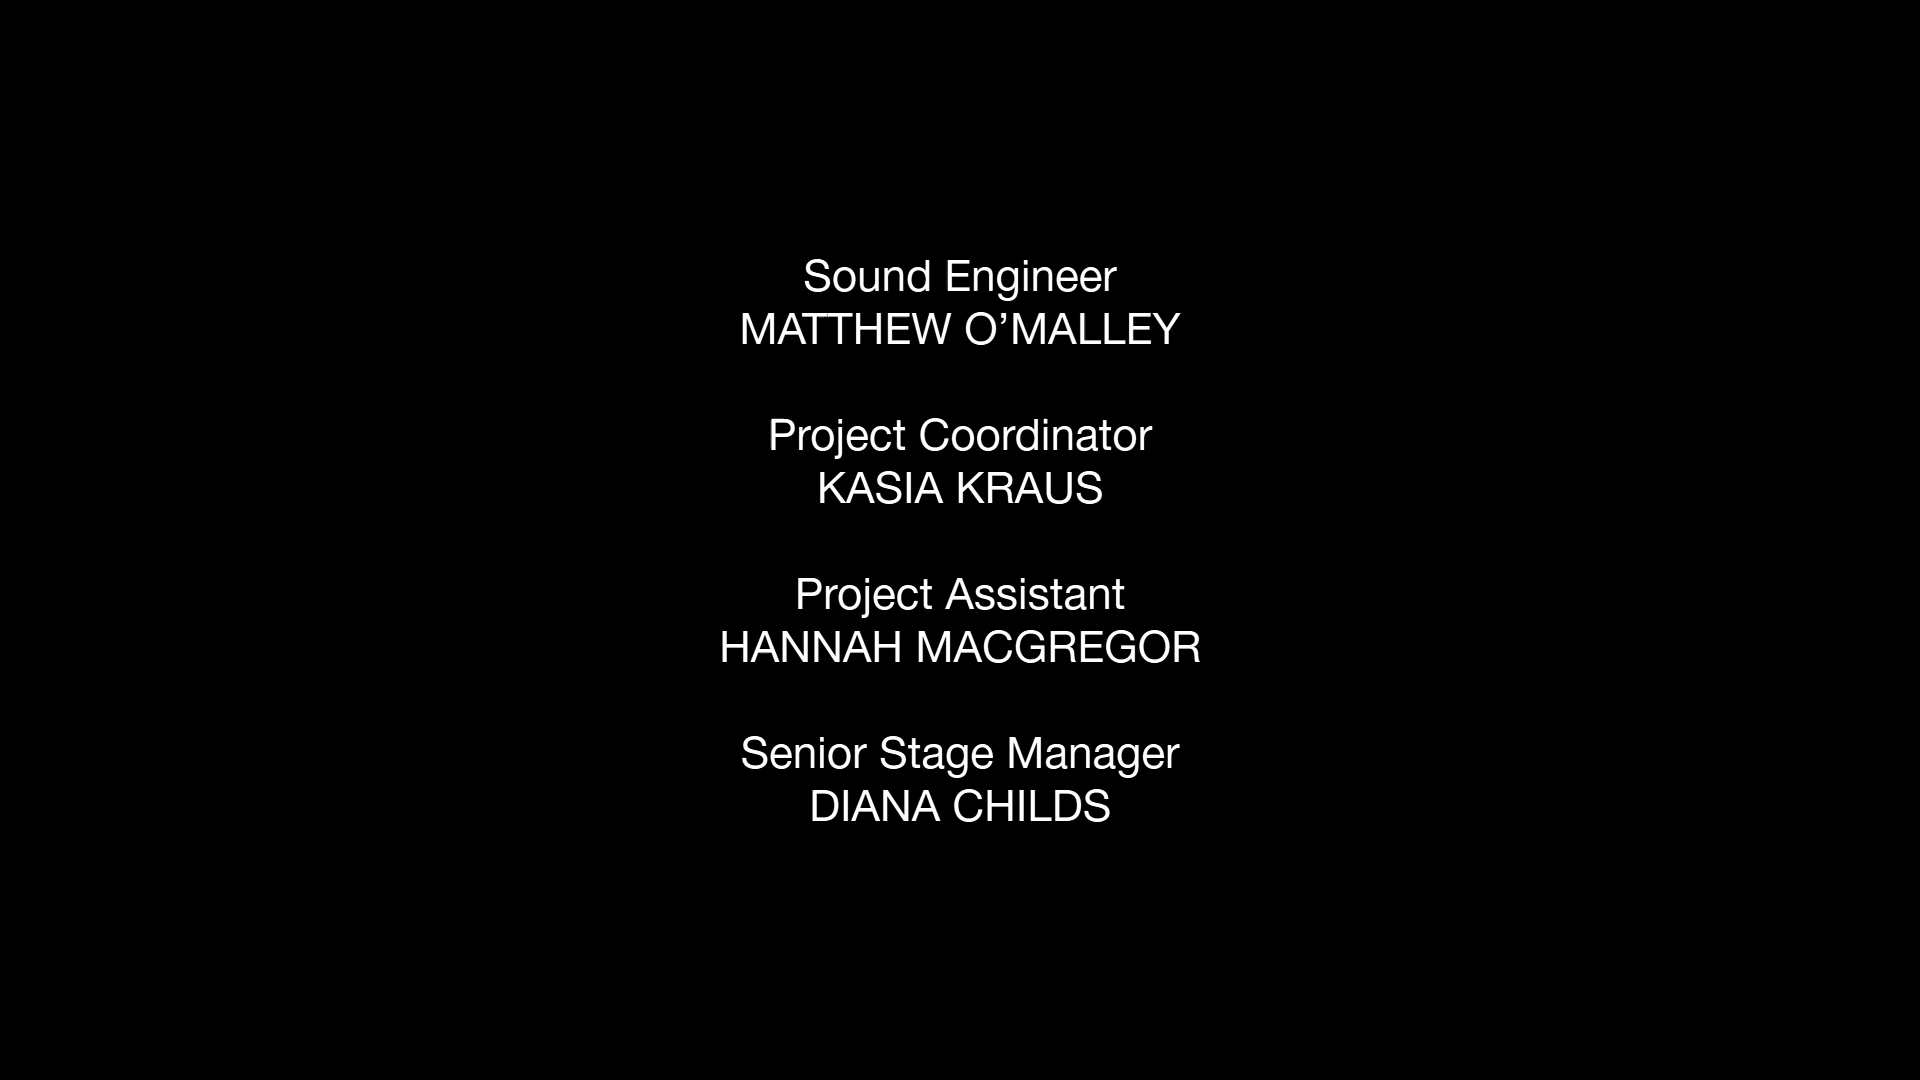 Sound Engineer
MATTHEW O’MALLEY
Project Coordinator
KASIA KRAUS
Project Assistant
HANNAH MACGREGOR
Senior Stage Manager
DIANA CHILDS